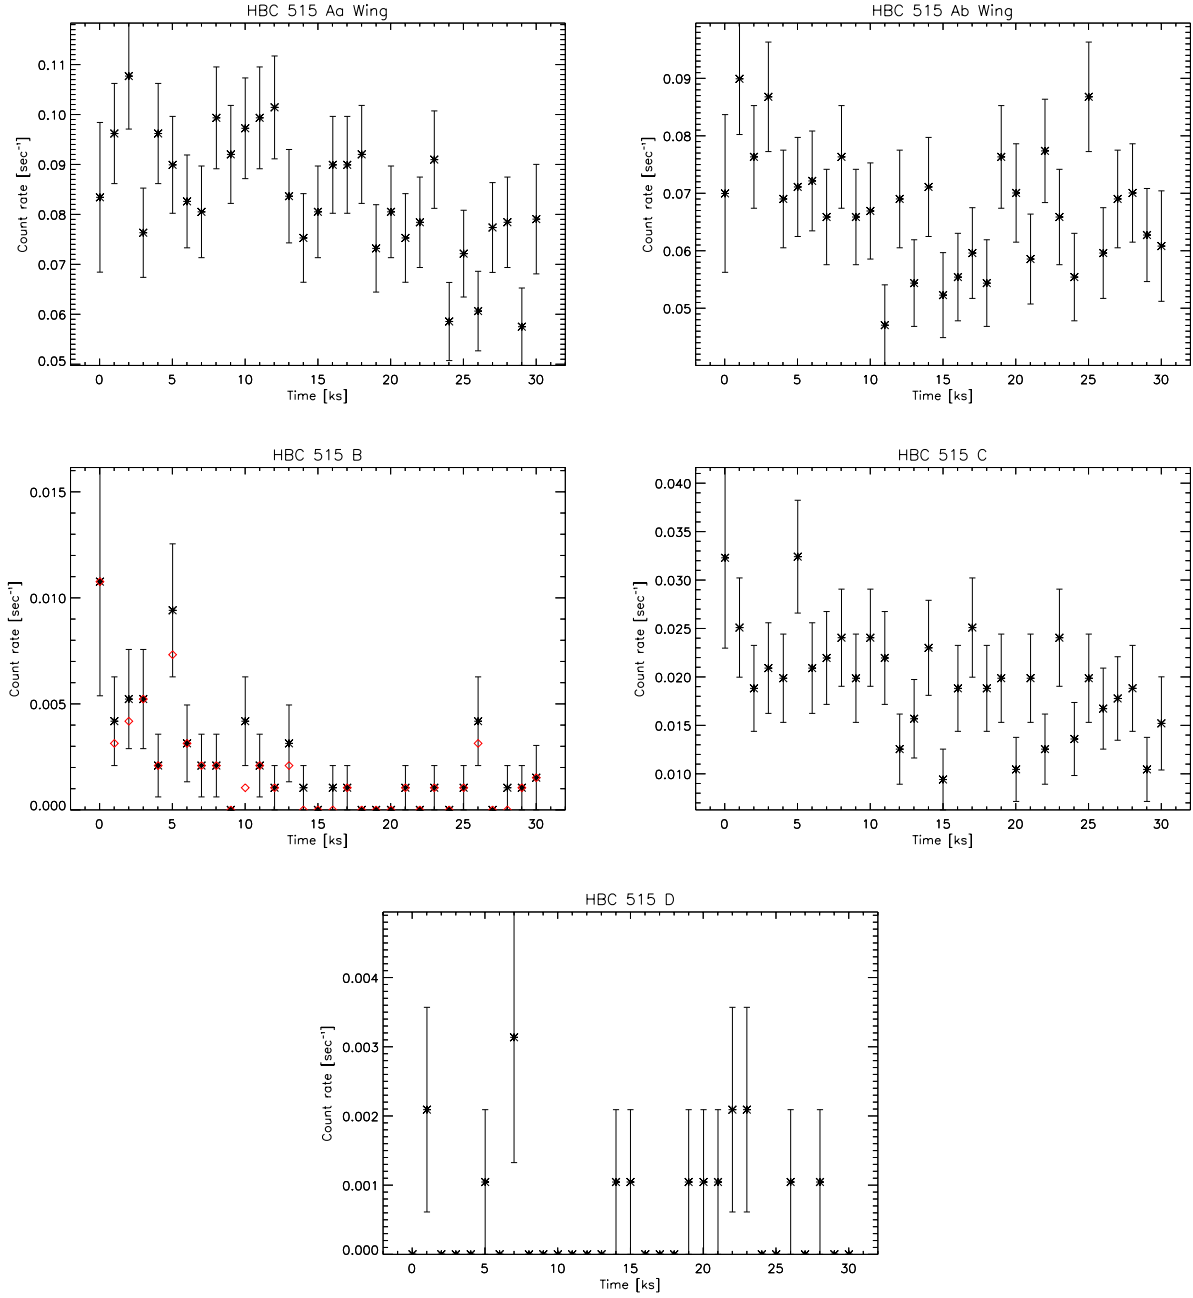 HBC 515 Aa Wing
Count rate [sec⁻¹]
0.11
0.10
0.09
0.08
0.07
0.06
0.05
0 5 10 15 20 25 30
Time [ks]
HBC 515 Ab Wing
Count rate [sec⁻¹]
0.09
0.08
0.07
0.06
0.05
0 5 10 15 20 25 30
Time [ks]
HBC 515 B
Count rate [sec⁻¹]
0.015
0.010
0.005
0.000
0 5 10 15 20 25 30
Time [ks]
HBC 515 C
Count rate [sec⁻¹]
0.040
0.035
0.030
0.025
0.020
0.015
0.010
0 5 10 15 20 25 30
Time [ks]
HBC 515 D
Count rate [sec⁻¹]
0.004
0.003
0.002
0.001
0.000
0 5 10 15 20 25 30
Time [ks]